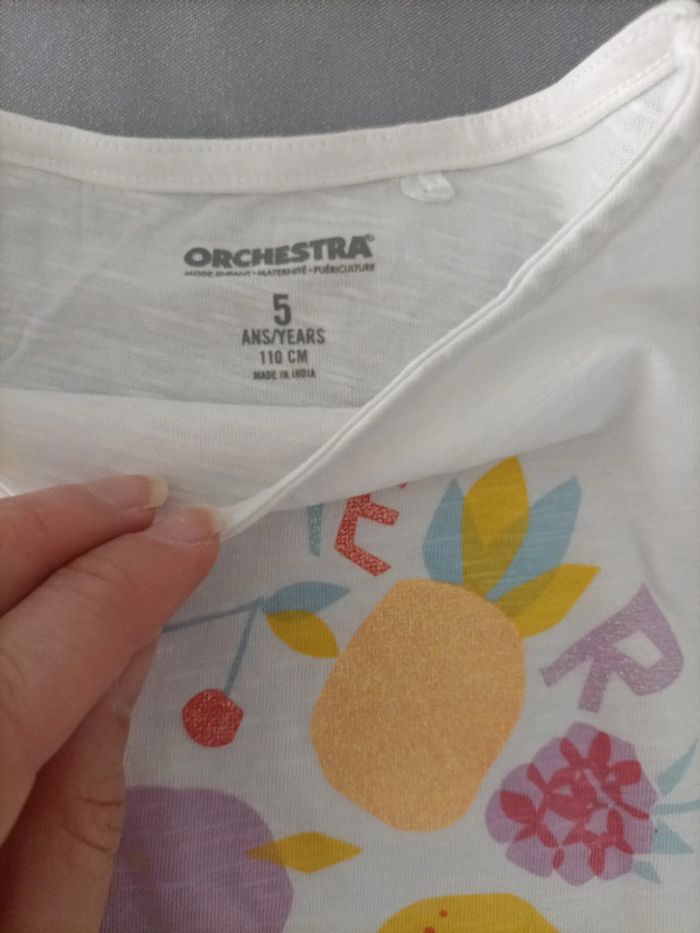 ORCHESTRA®
MODE ENFANT • MATERNITÉ • PUÉRICULTURE
5
ANS/YEARS
110 CM
MADE IN INDIA
E
R